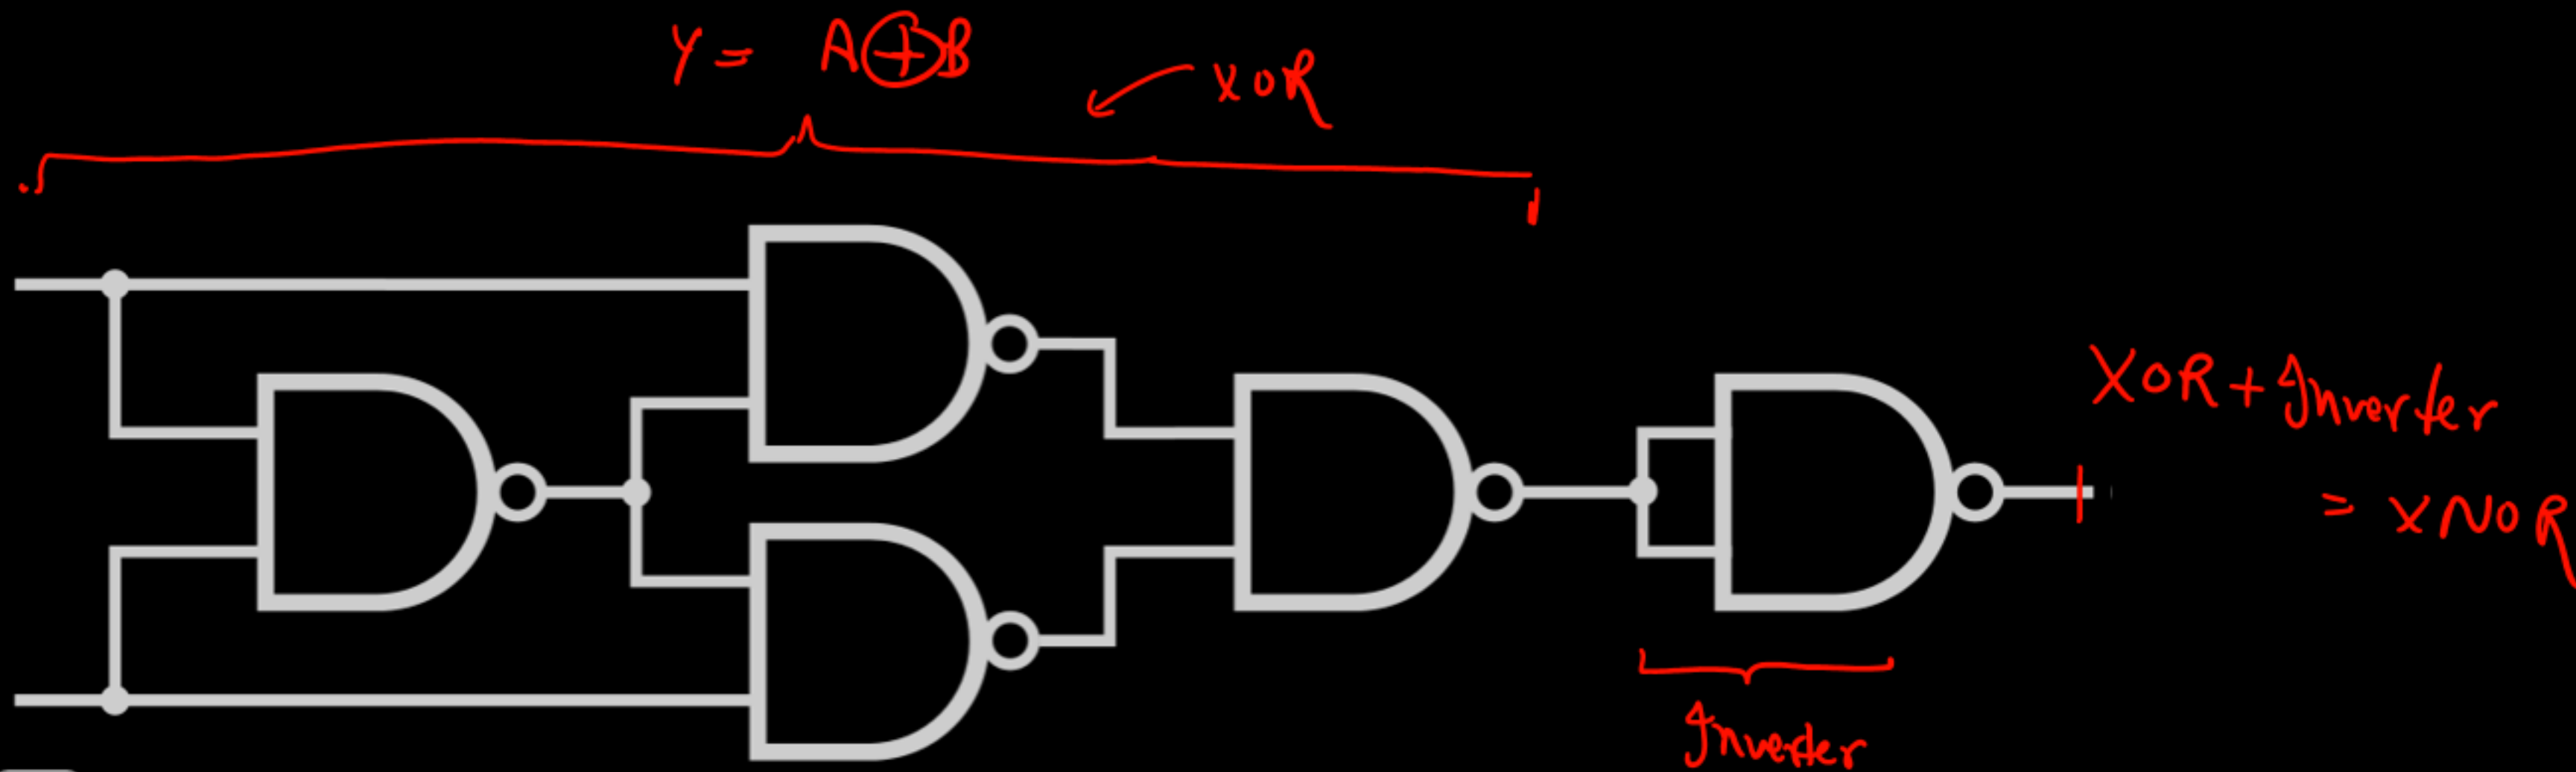 Y = A⊕B
XOR
XOR + Inverter
= XNOR
Inverter